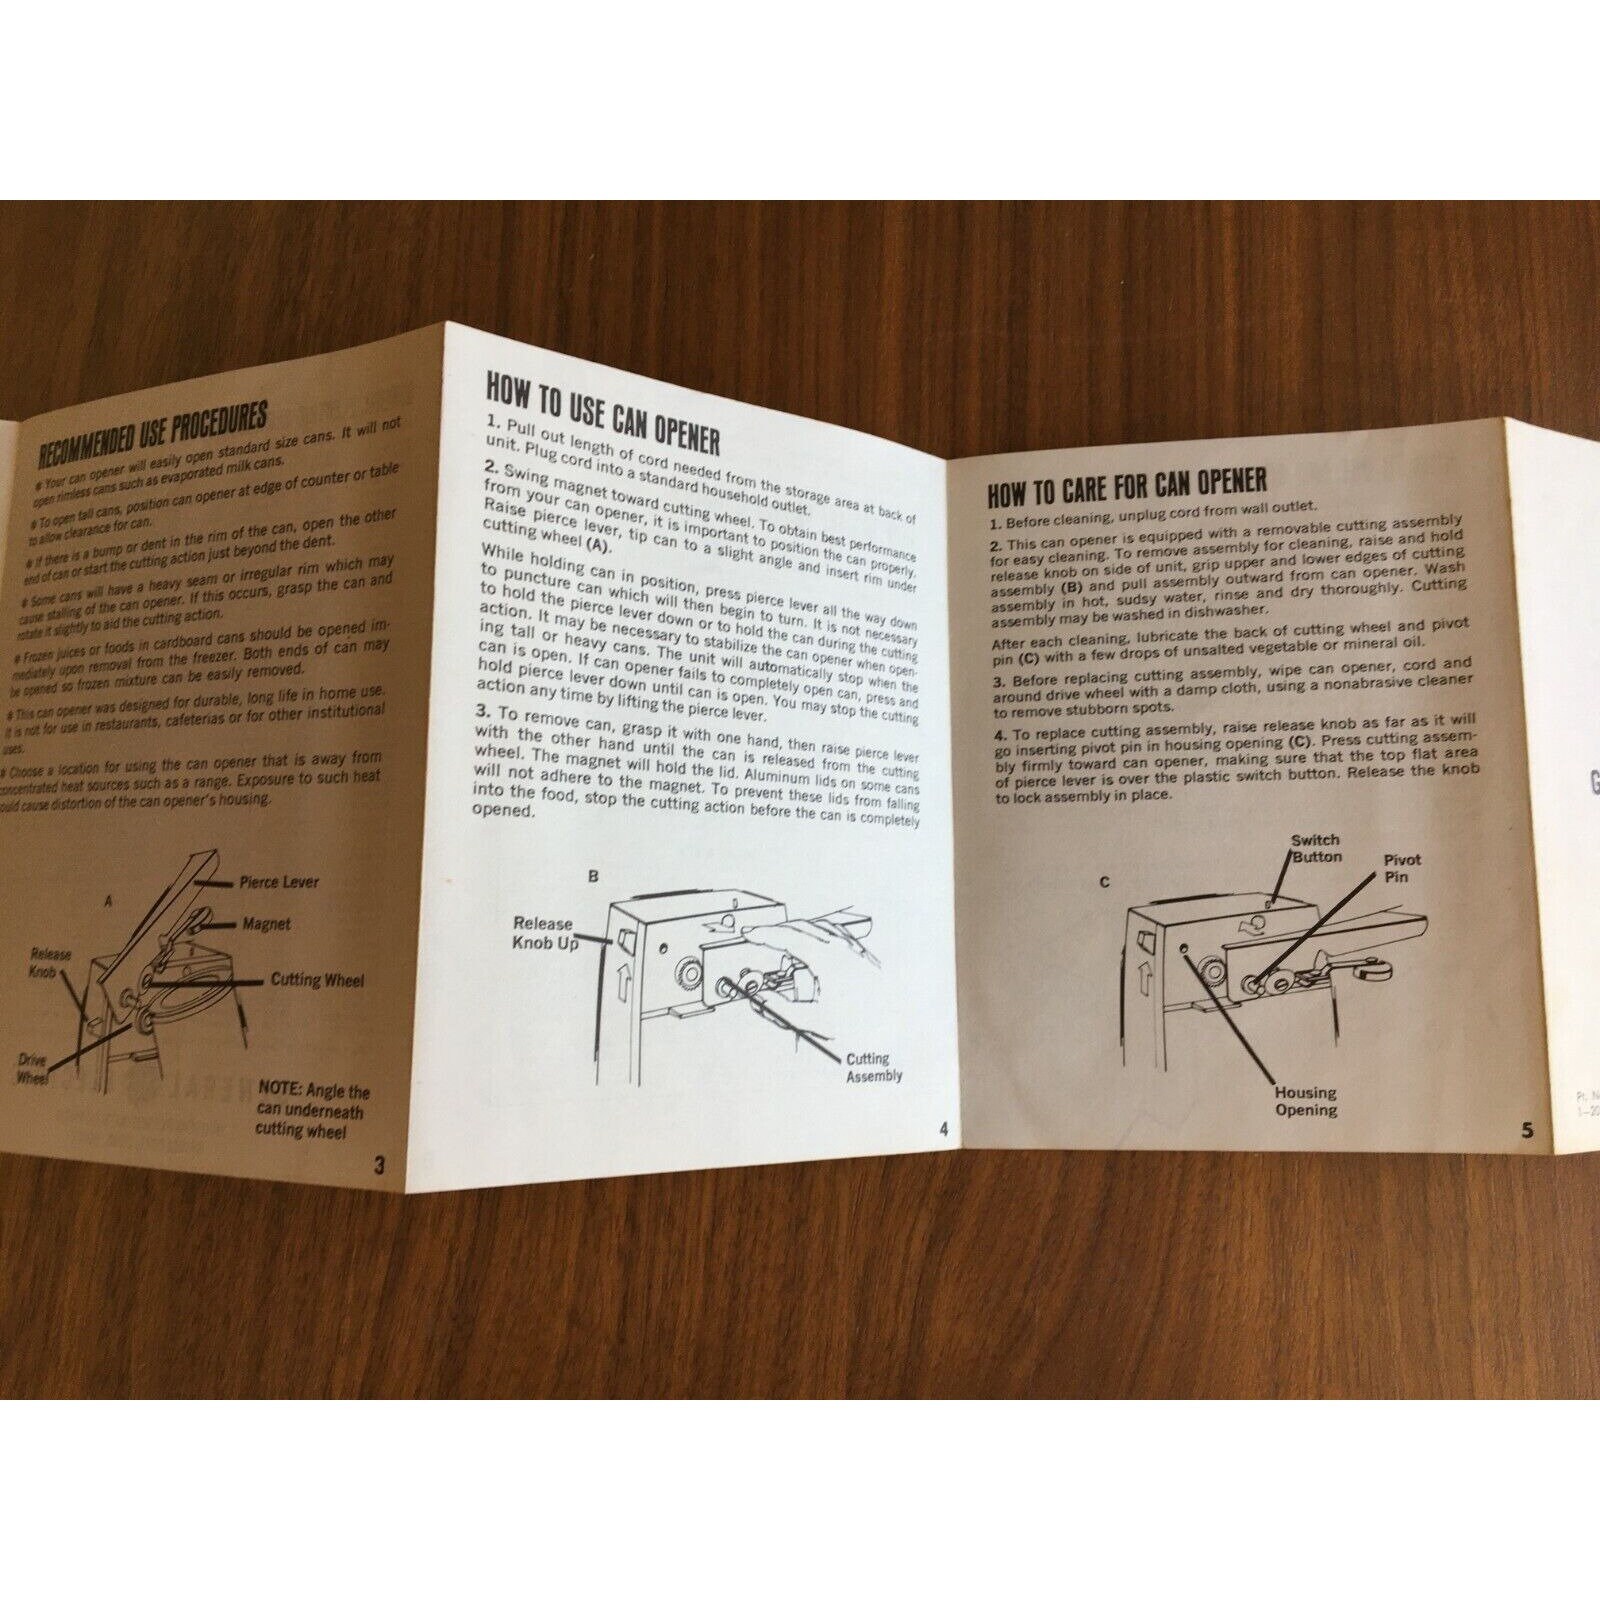 RECOMMENDED USE PROCEDURES
• Your can opener will easily open standard size cans. It will not
open rimless cans such as evaporated milk cans.
• To open tall cans, position can opener at edge of counter or table
to allow clearance for can.
• If there is a bump or dent in the rim of the can, open the other
end of can or start the cutting action just beyond the dent.
• Some cans will have a heavy seam or irregular rim which may
cause stalling of the can opener. If this occurs, grasp the can and
rotate it slightly to aid the cutting action.
• Frozen juices or foods in cardboard cans should be opened im-
mediately upon removal from the freezer. Both ends of can may
be opened so frozen mixture can be easily removed.
• This can opener was designed for durable, long life in home use.
It is not for use in restaurants, cafeterias or for other institutional
uses.
• Choose a location for using the can opener that is away from
concentrated heat sources such as a range. Exposure to such heat
could cause distortion of the can opener's housing.
A
Pierce Lever
Magnet
Release
Knob
Cutting Wheel
Drive
Wheel
NOTE: Angle the
can underneath
cutting wheel
3
HOW TO USE CAN OPENER
1. Pull out length of cord needed from the storage area at back of
unit. Plug cord into a standard household outlet.
2. Swing magnet toward cutting wheel. To obtain best performance
from your can opener, it is important to position the can properly.
Raise pierce lever, tip can to a slight angle and insert rim under
cutting wheel (A).
While holding can in position, press pierce lever all the way down
to puncture can which will then begin to turn. It is not necessary
to hold the pierce lever down or to hold the can during the cutting
action. It may be necessary to stabilize the can opener when open-
ing tall or heavy cans. The unit will automatically stop when the
can is open. If can opener fails to completely open can, press and
hold pierce lever down until can is open. You may stop the cutting
action any time by lifting the pierce lever.
3. To remove can, grasp it with one hand, then raise pierce lever
with the other hand until the can is released from the cutting
wheel. The magnet will hold the lid. Aluminum lids on some cans
will not adhere to the magnet. To prevent these lids from falling
into the food, stop the cutting action before the can is completely
opened.
B
Release
Knob Up
Cutting
Assembly
4
HOW TO CARE FOR CAN OPENER
1. Before cleaning, unplug cord from wall outlet.
2. This can opener is equipped with a removable cutting assembly
for easy cleaning. To remove assembly for cleaning, raise and hold
release knob on side of unit, grip upper and lower edges of cutting
assembly (B) and pull assembly outward from can opener. Wash
assembly in hot, sudsy water, rinse and dry thoroughly. Cutting
assembly may be washed in dishwasher.
After each cleaning, lubricate the back of cutting wheel and pivot
pin (C) with a few drops of unsalted vegetable or mineral oil.
3. Before replacing cutting assembly, wipe can opener, cord and
around drive wheel with a damp cloth, using a nonabrasive cleaner
to remove stubborn spots.
4. To replace cutting assembly, raise release knob as far as it will
go inserting pivot pin in housing opening (C). Press cutting assem-
bly firmly toward can opener, making sure that the top flat area
of pierce lever is over the plastic switch button. Release the knob
to lock assembly in place.
C
Switch
Button
Pivot
Pin
Housing
Opening
5
G
Pt. N
1—20